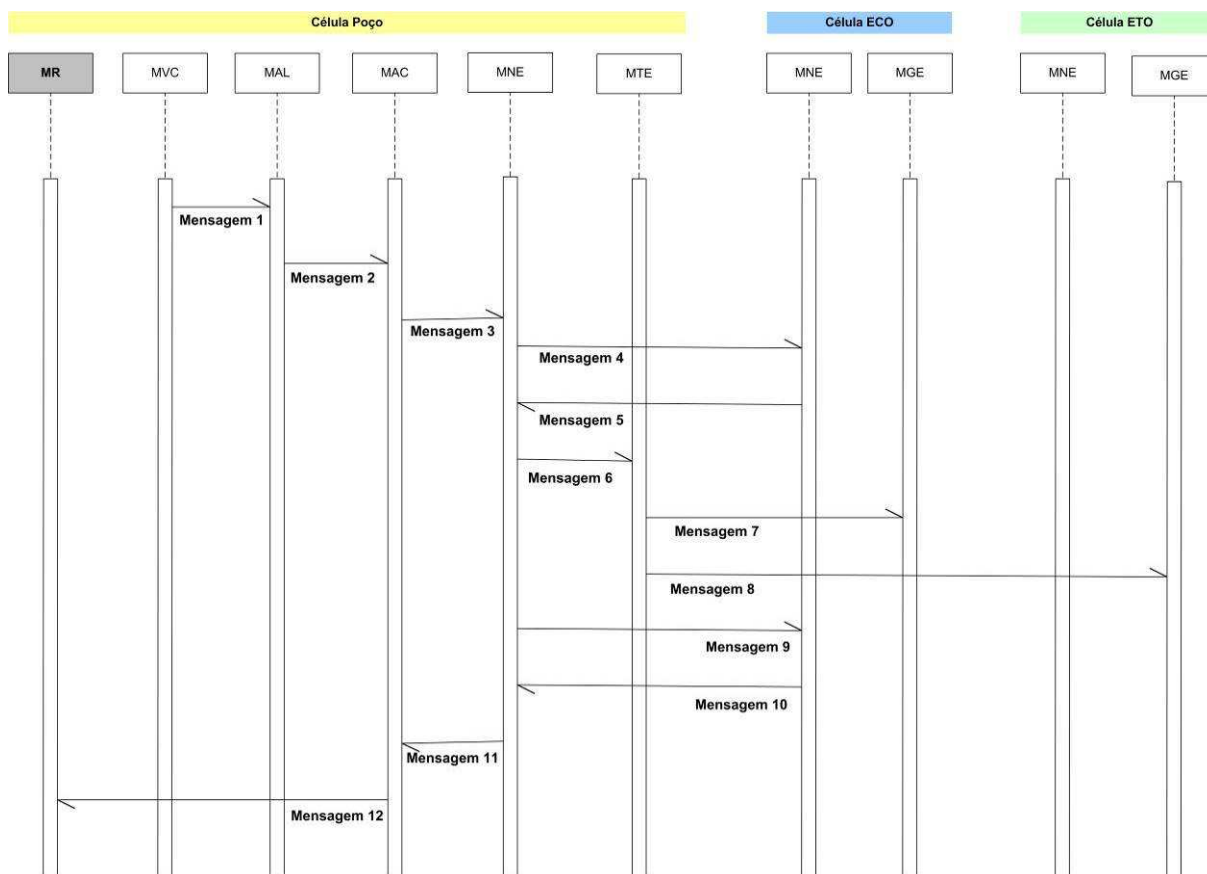 Célula Poço
Célula ECO
Célula ETO
MR
MVC
MAL
MAC
MNE
MTE
MNE
MGE
MNE
MGE
Mensagem 1
Mensagem 2
Mensagem 3
Mensagem 4
Mensagem 5
Mensagem 6
Mensagem 7
Mensagem 8
Mensagem 9
Mensagem 10
Mensagem 11
Mensagem 12